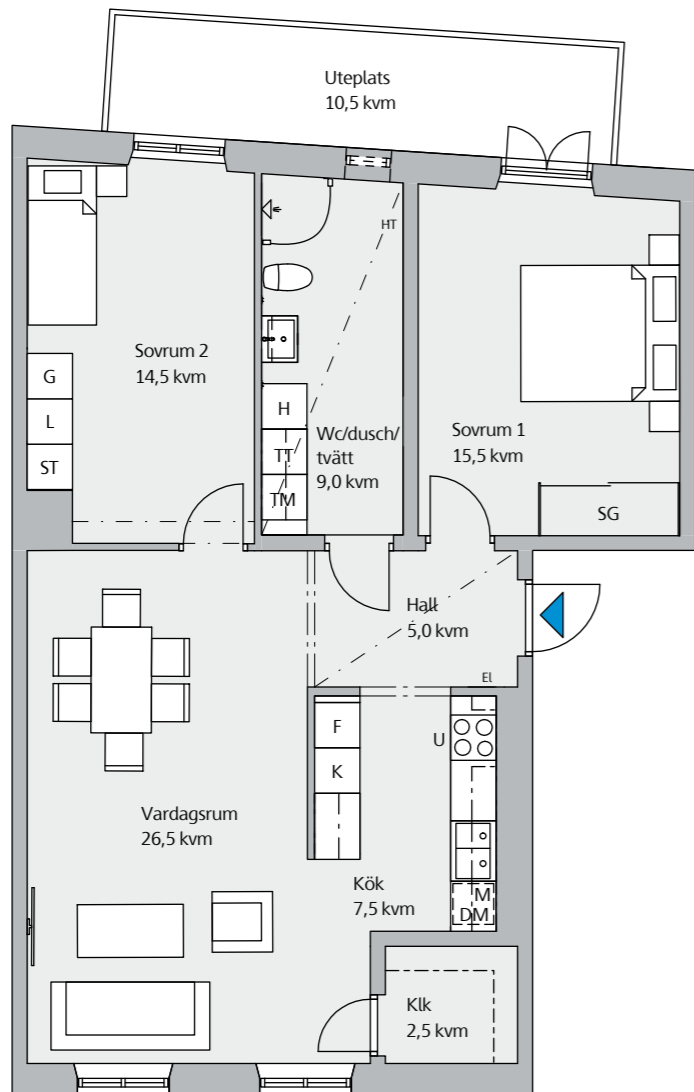 Uteplats
10,5 kvm
HT
Sovrum 2
14,5 kvm
G
L
ST
H
TT
TM
Wc/dusch/
tvätt
9,0 kvm
Sovrum 1
15,5 kvm
SG
Hall
5,0 kvm
El
F
K
U
Vardagsrum
26,5 kvm
Kök
7,5 kvm
M
DM
Klk
2,5 kvm